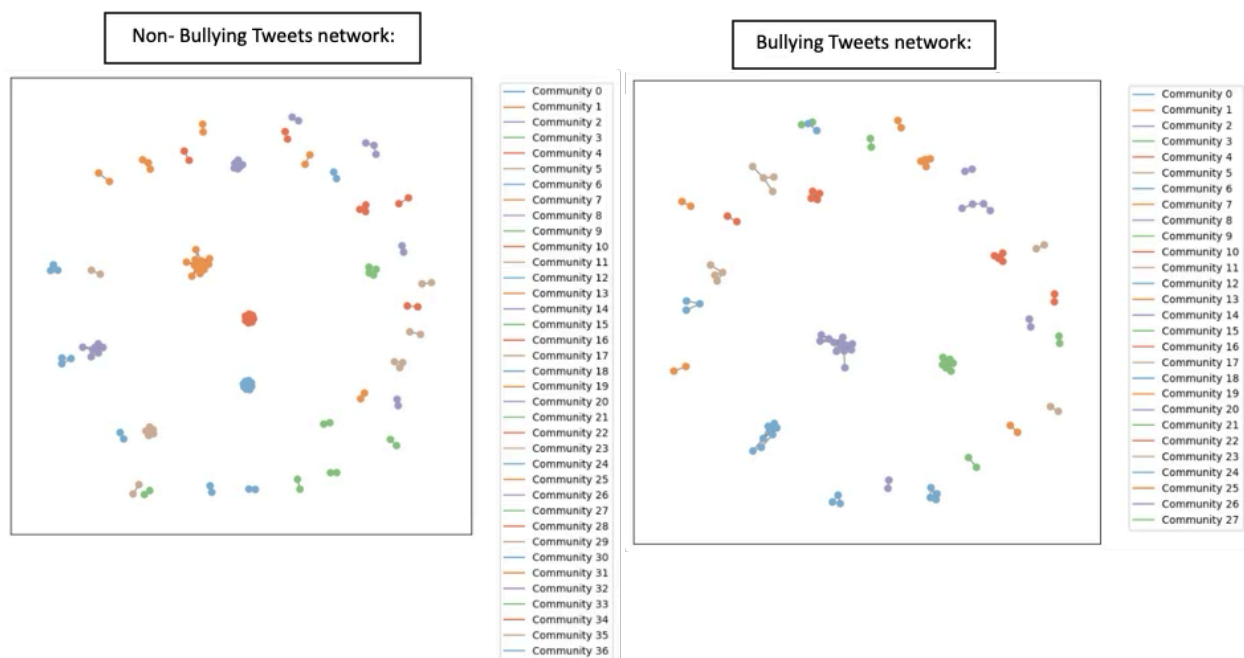 Non- Bullying Tweets network:
Community 0
Community 1
Community 2
Community 3
Community 4
Community 5
Community 6
Community 7
Community 8
Community 9
Community 10
Community 11
Community 12
Community 13
Community 14
Community 15
Community 16
Community 17
Community 18
Community 19
Community 20
Community 21
Community 22
Community 23
Community 24
Community 25
Community 26
Community 27
Community 28
Community 29
Community 30
Community 31
Community 32
Community 33
Community 34
Community 35
Community 36
Bullying Tweets network:
Community 0
Community 1
Community 2
Community 3
Community 4
Community 5
Community 6
Community 7
Community 8
Community 9
Community 10
Community 11
Community 12
Community 13
Community 14
Community 15
Community 16
Community 17
Community 18
Community 19
Community 20
Community 21
Community 22
Community 23
Community 24
Community 25
Community 26
Community 27